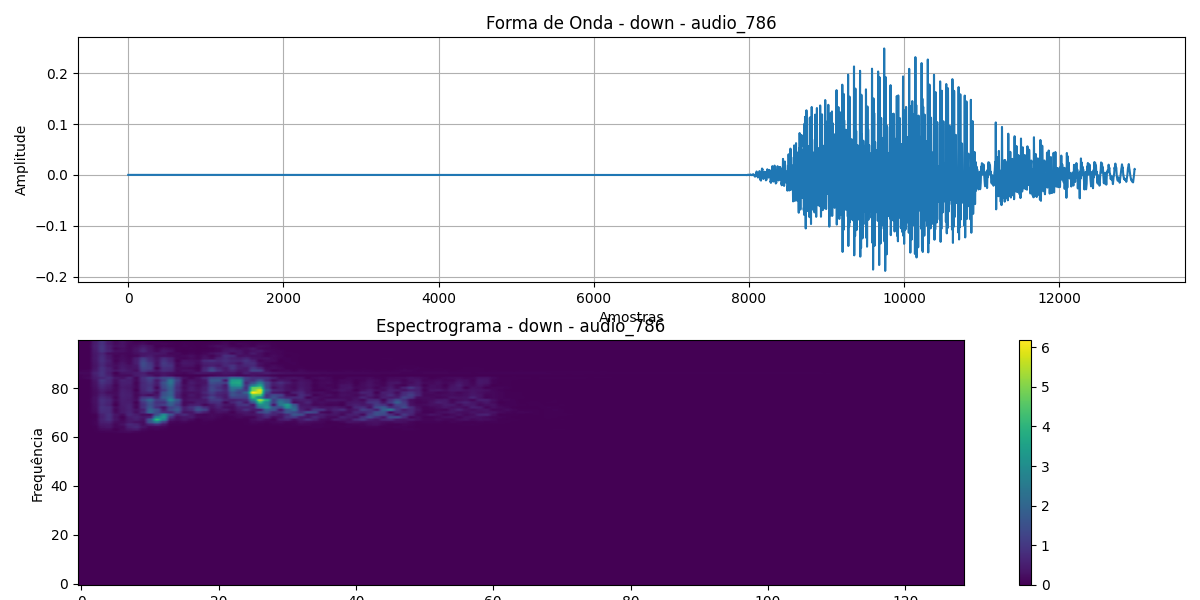 Forma de Onda - down - audio_786
Amplitude
0.2
0.1
0.0
−0.1
−0.2
0 2000 4000 6000 8000 10000 12000
Amostras
Espectrograma - down - audio_786
Frequência
80
60
40
20
0
0 20 40 60 80 100 120
6
5
4
3
2
1
0